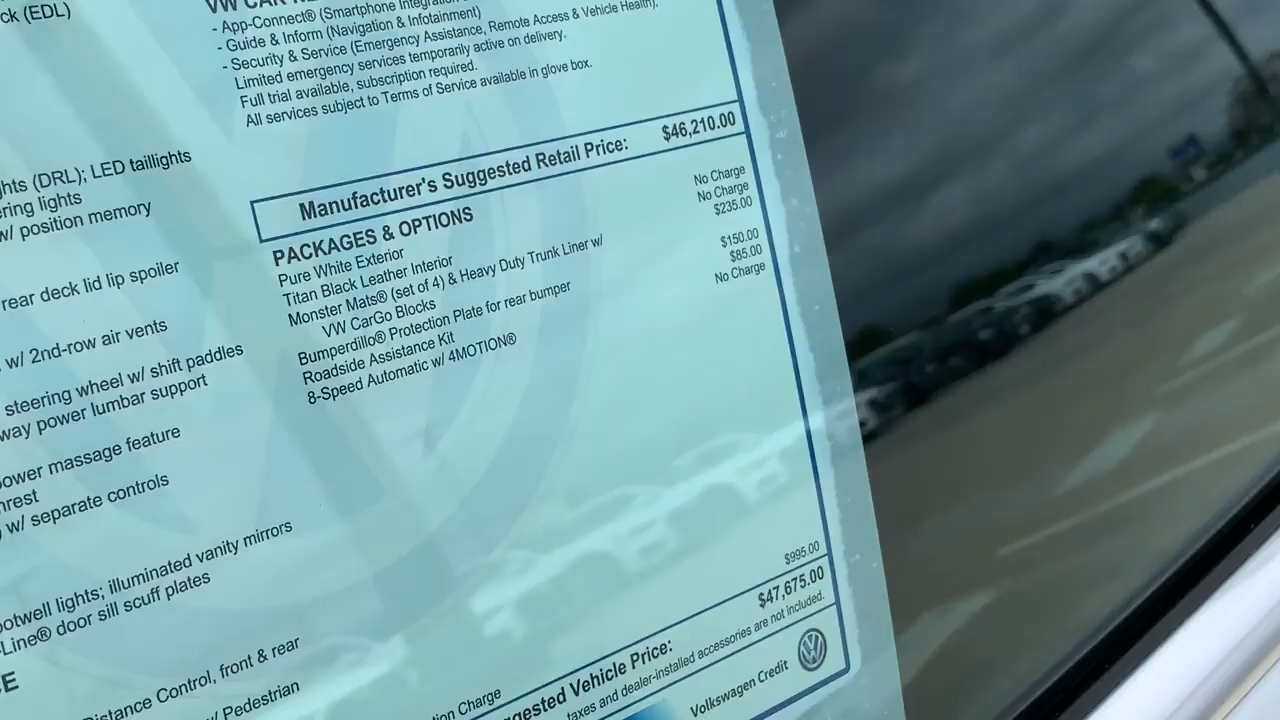 ck (EDL)
hts (DRL); LED taillights
ring lights
w/ position memory
rear deck lid lip spoiler
w/ 2nd-row air vents
steering wheel w/ shift paddles
way power lumbar support
ower massage feature
nrest
w/ separate controls
ootwell lights; illuminated vanity mirrors
-Line® door sill scuff plates
CE
Distance Control, front & rear
w/ Pedestrian
VW CAR
- App-Connect® (Smartphone Integration
- Guide & Inform (Navigation & Infotainment)
- Security & Service (Emergency Assistance, Remote Access & Vehicle Health).
Limited emergency services temporarily active on delivery.
Full trial available, subscription required.
All services subject to Terms of Service available in glove box.
Manufacturer's Suggested Retail Price: $46,210.00
PACKAGES & OPTIONS
Pure White Exterior No Charge
Titan Black Leather Interior No Charge
Monster Mats® (set of 4) & Heavy Duty Trunk Liner w/ $235.00
VW CarGo Blocks
Bumperdillo® Protection Plate for rear bumper $150.00
Roadside Assistance Kit $85.00
8-Speed Automatic w/ 4MOTION® No Charge
tion Charge $995.00
ggested Vehicle Price: $47,675.00
taxes and dealer-installed accessories are not included.
Volkswagen Credit